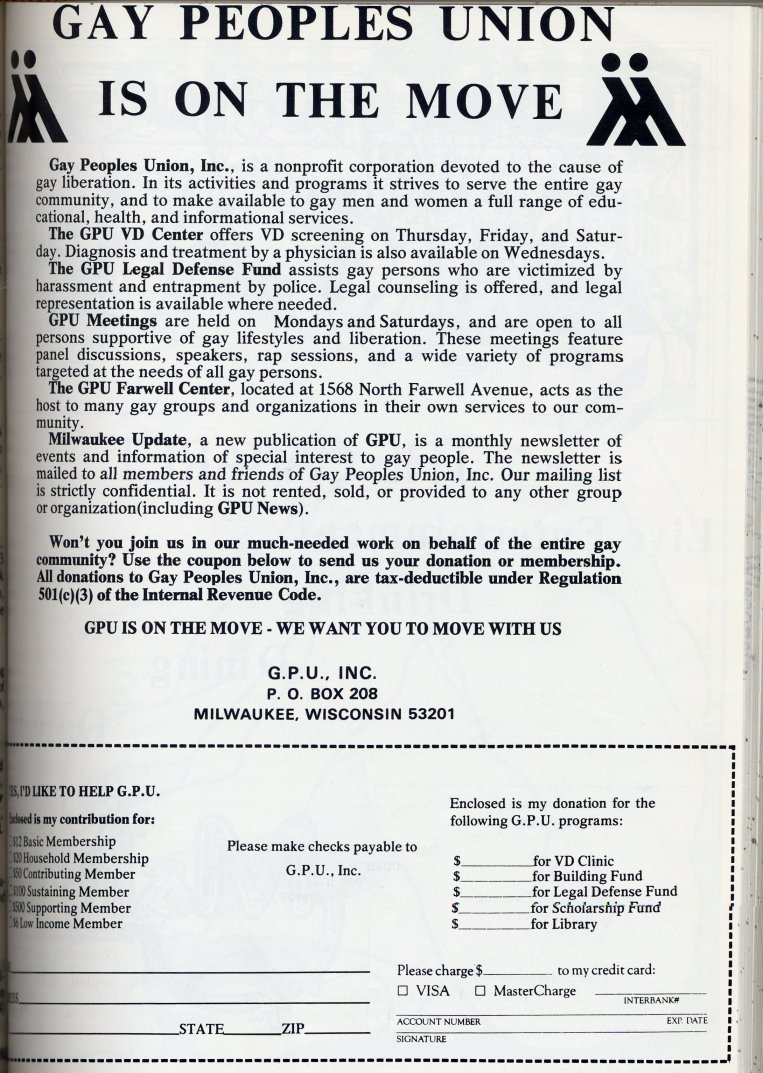 GAY PEOPLES UNION
IS ON THE MOVE
Gay Peoples Union, Inc., is a nonprofit corporation devoted to the cause of
gay liberation. In its activities and programs it strives to serve the entire gay
community, and to make available to gay men and women a full range of edu-
cational, health, and informational services.
The GPU VD Center offers VD screening on Thursday, Friday, and Satur-
day. Diagnosis and treatment by a physician is also available on Wednesdays.
The GPU Legal Defense Fund assists gay persons who are victimized by
harassment and entrapment by police. Legal counseling is offered, and legal
representation is available where needed.
GPU Meetings are held on Mondays and Saturdays, and are open to all
persons supportive of gay lifestyles and liberation. These meetings feature
panel discussions, speakers, rap sessions, and a wide variety of programs
targeted at the needs of all gay persons.
The GPU Farwell Center, located at 1568 North Farwell Avenue, acts as the
host to many gay groups and organizations in their own services to our com-
munity.
Milwaukee Update, a new publication of GPU, is a monthly newsletter of
events and information of special interest to gay people. The newsletter is
mailed to all members and friends of Gay Peoples Union, Inc. Our mailing list
is strictly confidential. It is not rented, sold, or provided to any other group
or organization(including GPU News).
Won't you join us in our much-needed work on behalf of the entire gay
community? Use the coupon below to send us your donation or membership.
All donations to Gay Peoples Union, Inc., are tax-deductible under Regulation
501(c)(3) of the Internal Revenue Code.
GPU IS ON THE MOVE - WE WANT YOU TO MOVE WITH US
G.P.U., INC.
P. O. BOX 208
MILWAUKEE, WISCONSIN 53201
YES, I'D LIKE TO HELP G.P.U.
Enclosed is my contribution for:
$12 Basic Membership
$20 Household Membership
$50 Contributing Member
$100 Sustaining Member
$500 Supporting Member
$6 Low Income Member
Please make checks payable to
G.P.U., Inc.
Enclosed is my donation for the
following G.P.U. programs:
$ for VD Clinic
$ for Building Fund
$ for Legal Defense Fund
$ for Scholarship Fund
$ for Library
STATE ZIP
Please charge $ to my credit card:
□ VISA □ MasterCharge
INTERBANK#
ACCOUNT NUMBER EXP. DATE
SIGNATURE